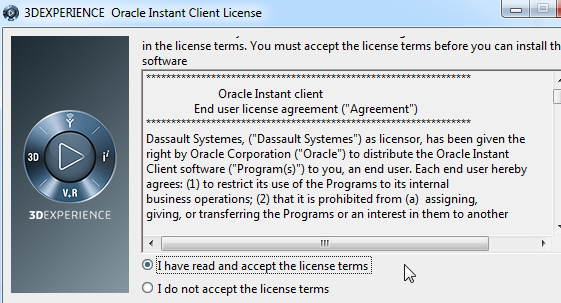 3DEXPERIENCE Oracle Instant Client License
in the license terms. You must accept the license terms before you can install the
software
*****************************************************************
Oracle Instant client
End user license agreement ("Agreement")
*****************************************************************
Dassault Systemes, ("Dassault Systemes") as licensor, has been given the
right by Oracle Corporation ("Oracle") to distribute the Oracle Instant
Client software ("Program(s)") to you, an end user. Each end user hereby
agrees: (1) to restrict its use of the Programs to its internal
business operations; (2) that it is prohibited from (a) assigning,
giving, or transferring the Programs or an interest in them to another
3D
i
V.R
3DEXPERIENCE
I have read and accept the license terms
I do not accept the license terms